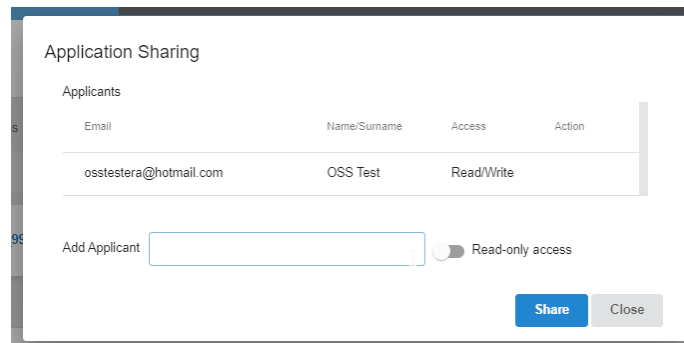 Application Sharing
Applicants
Email Name/Surname Access Action
osstestera@hotmail.com OSS Test Read/Write
Add Applicant Read-only access
Share Close
s
99